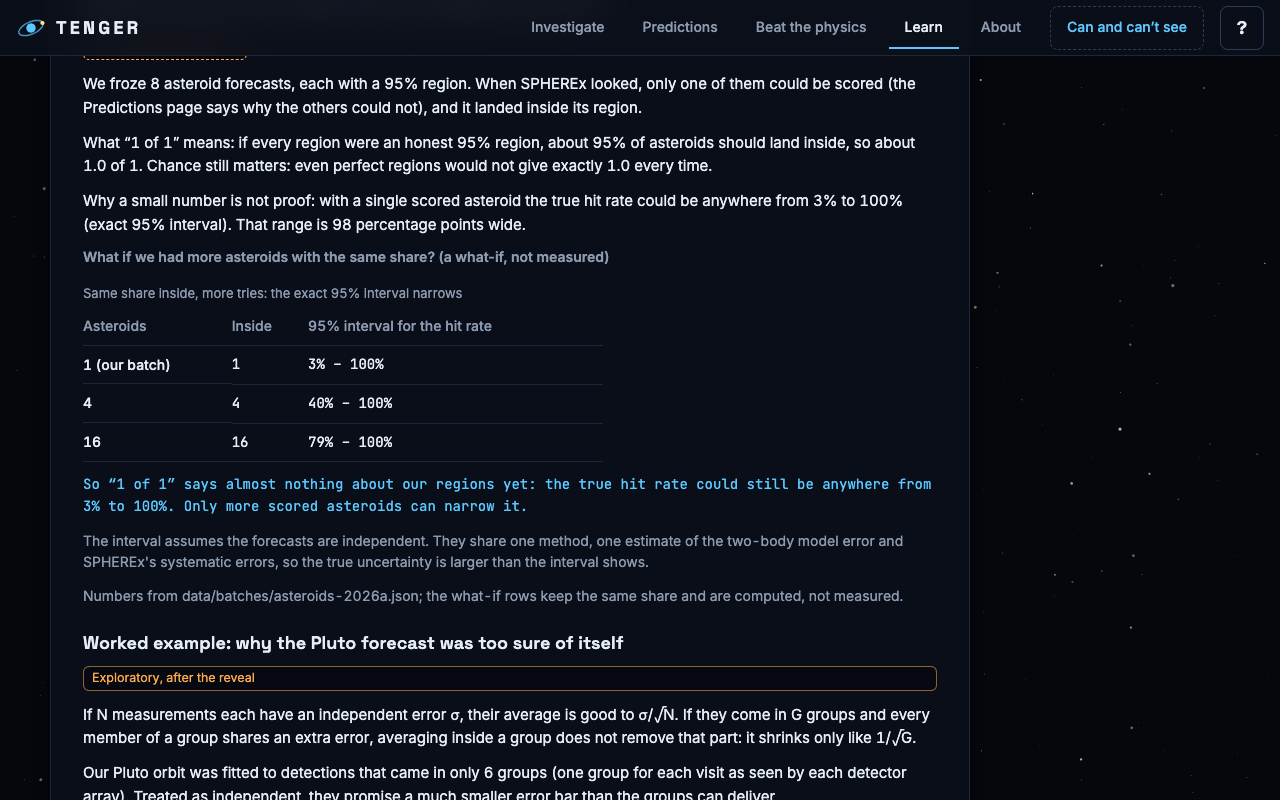 TENGER
Investigate
Predictions
Beat the physics
Learn
About
Can and can't see
?
We froze 8 asteroid forecasts, each with a 95% region. When SPHEREx looked, only one of them could be scored (the
Predictions page says why the others could not), and it landed inside its region.
What “1 of 1” means: if every region were an honest 95% region, about 95% of asteroids should land inside, so about
1.0 of 1. Chance still matters: even perfect regions would not give exactly 1.0 every time.
Why a small number is not proof: with a single scored asteroid the true hit rate could be anywhere from 3% to 100%
(exact 95% interval). That range is 98 percentage points wide.
What if we had more asteroids with the same share? (a what-if, not measured)
Same share inside, more tries: the exact 95% interval narrows
Asteroids Inside 95% interval for the hit rate
1 (our batch) 1 3% – 100%
4 4 40% – 100%
16 16 79% – 100%
So “1 of 1” says almost nothing about our regions yet: the true hit rate could still be anywhere from
3% to 100%. Only more scored asteroids can narrow it.
The interval assumes the forecasts are independent. They share one method, one estimate of the two-body model error and
SPHEREx's systematic errors, so the true uncertainty is larger than the interval shows.
Numbers from data/batches/asteroids-2026a.json; the what-if rows keep the same share and are computed, not measured.
Worked example: why the Pluto forecast was too sure of itself
Exploratory, after the reveal
If N measurements each have an independent error σ, their average is good to σ/√N. If they come in G groups and every
member of a group shares an extra error, averaging inside a group does not remove that part: it shrinks only like 1/√G.
Our Pluto orbit was fitted to detections that came in only 6 groups (one group for each visit as seen by each detector
array). Treated as independent, they promise a much smaller error bar than the groups can deliver.